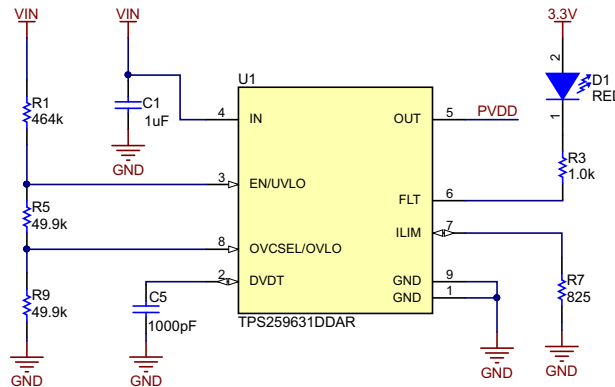 VIN
VIN
3.3V
U1
2
D1
RED
R1
464k
C1
1uF
4
IN
OUT
5
PVDD
1
GND
R3
1.0k
3
EN/UVLO
FLT
6
R5
49.9k
ILIM
7
8
OVCSEL/OVLO
2
DVDT
GND
9
R9
49.9k
C5
1000pF
GND
1
R7
825
TPS259631DDAR
GND
GND
GND
GND